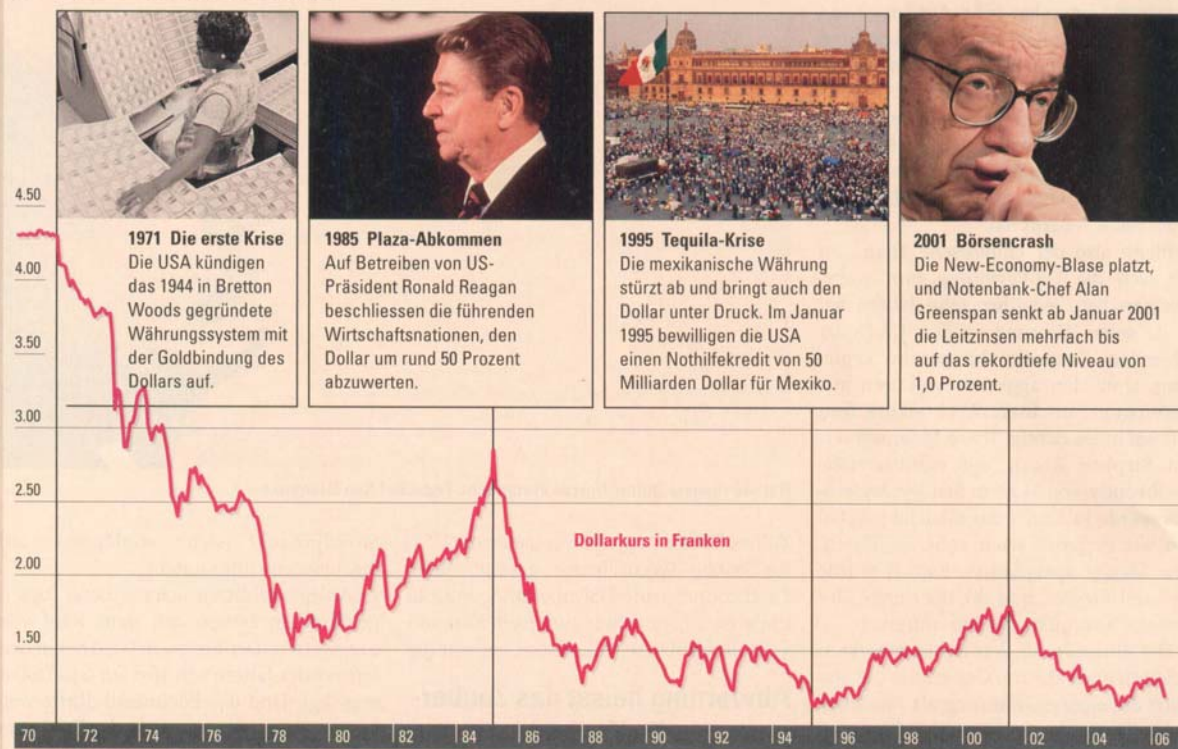 1971 Die erste Krise
Die USA kündigen
das 1944 in Bretton
Woods gegründete
Währungssystem mit
der Goldbindung des
Dollars auf.
1985 Plaza-Abkommen
Auf Betreiben von US-
Präsident Ronald Reagan
beschliessen die führenden
Wirtschaftsnationen, den
Dollar um rund 50 Prozent
abzuwerten.
1995 Tequila-Krise
Die mexikanische Währung
stürzt ab und bringt auch den
Dollar unter Druck. Im Januar
1995 bewilligen die USA
einen Nothilfekredit von 50
Milliarden Dollar für Mexiko.
2001 Börsencrash
Die New-Economy-Blase platzt,
und Notenbank-Chef Alan
Greenspan senkt ab Januar 2001
die Leitzinsen mehrfach bis
auf das rekordtiefe Niveau von
1,0 Prozent.
4.50
4.00
3.50
3.00
2.50
2.00
1.50
Dollarkurs in Franken
70 72 74 76 78 80 82 84 86 88 90 92 94 96 98 00 02 04 06